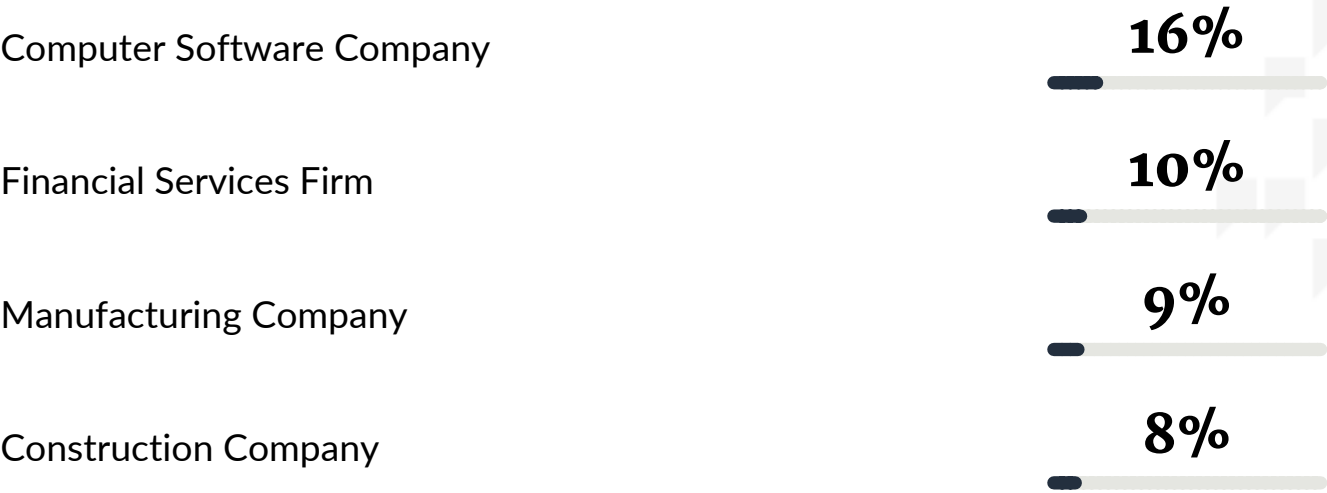 Computer Software Company 16%
Financial Services Firm 10%
Manufacturing Company 9%
Construction Company 8%